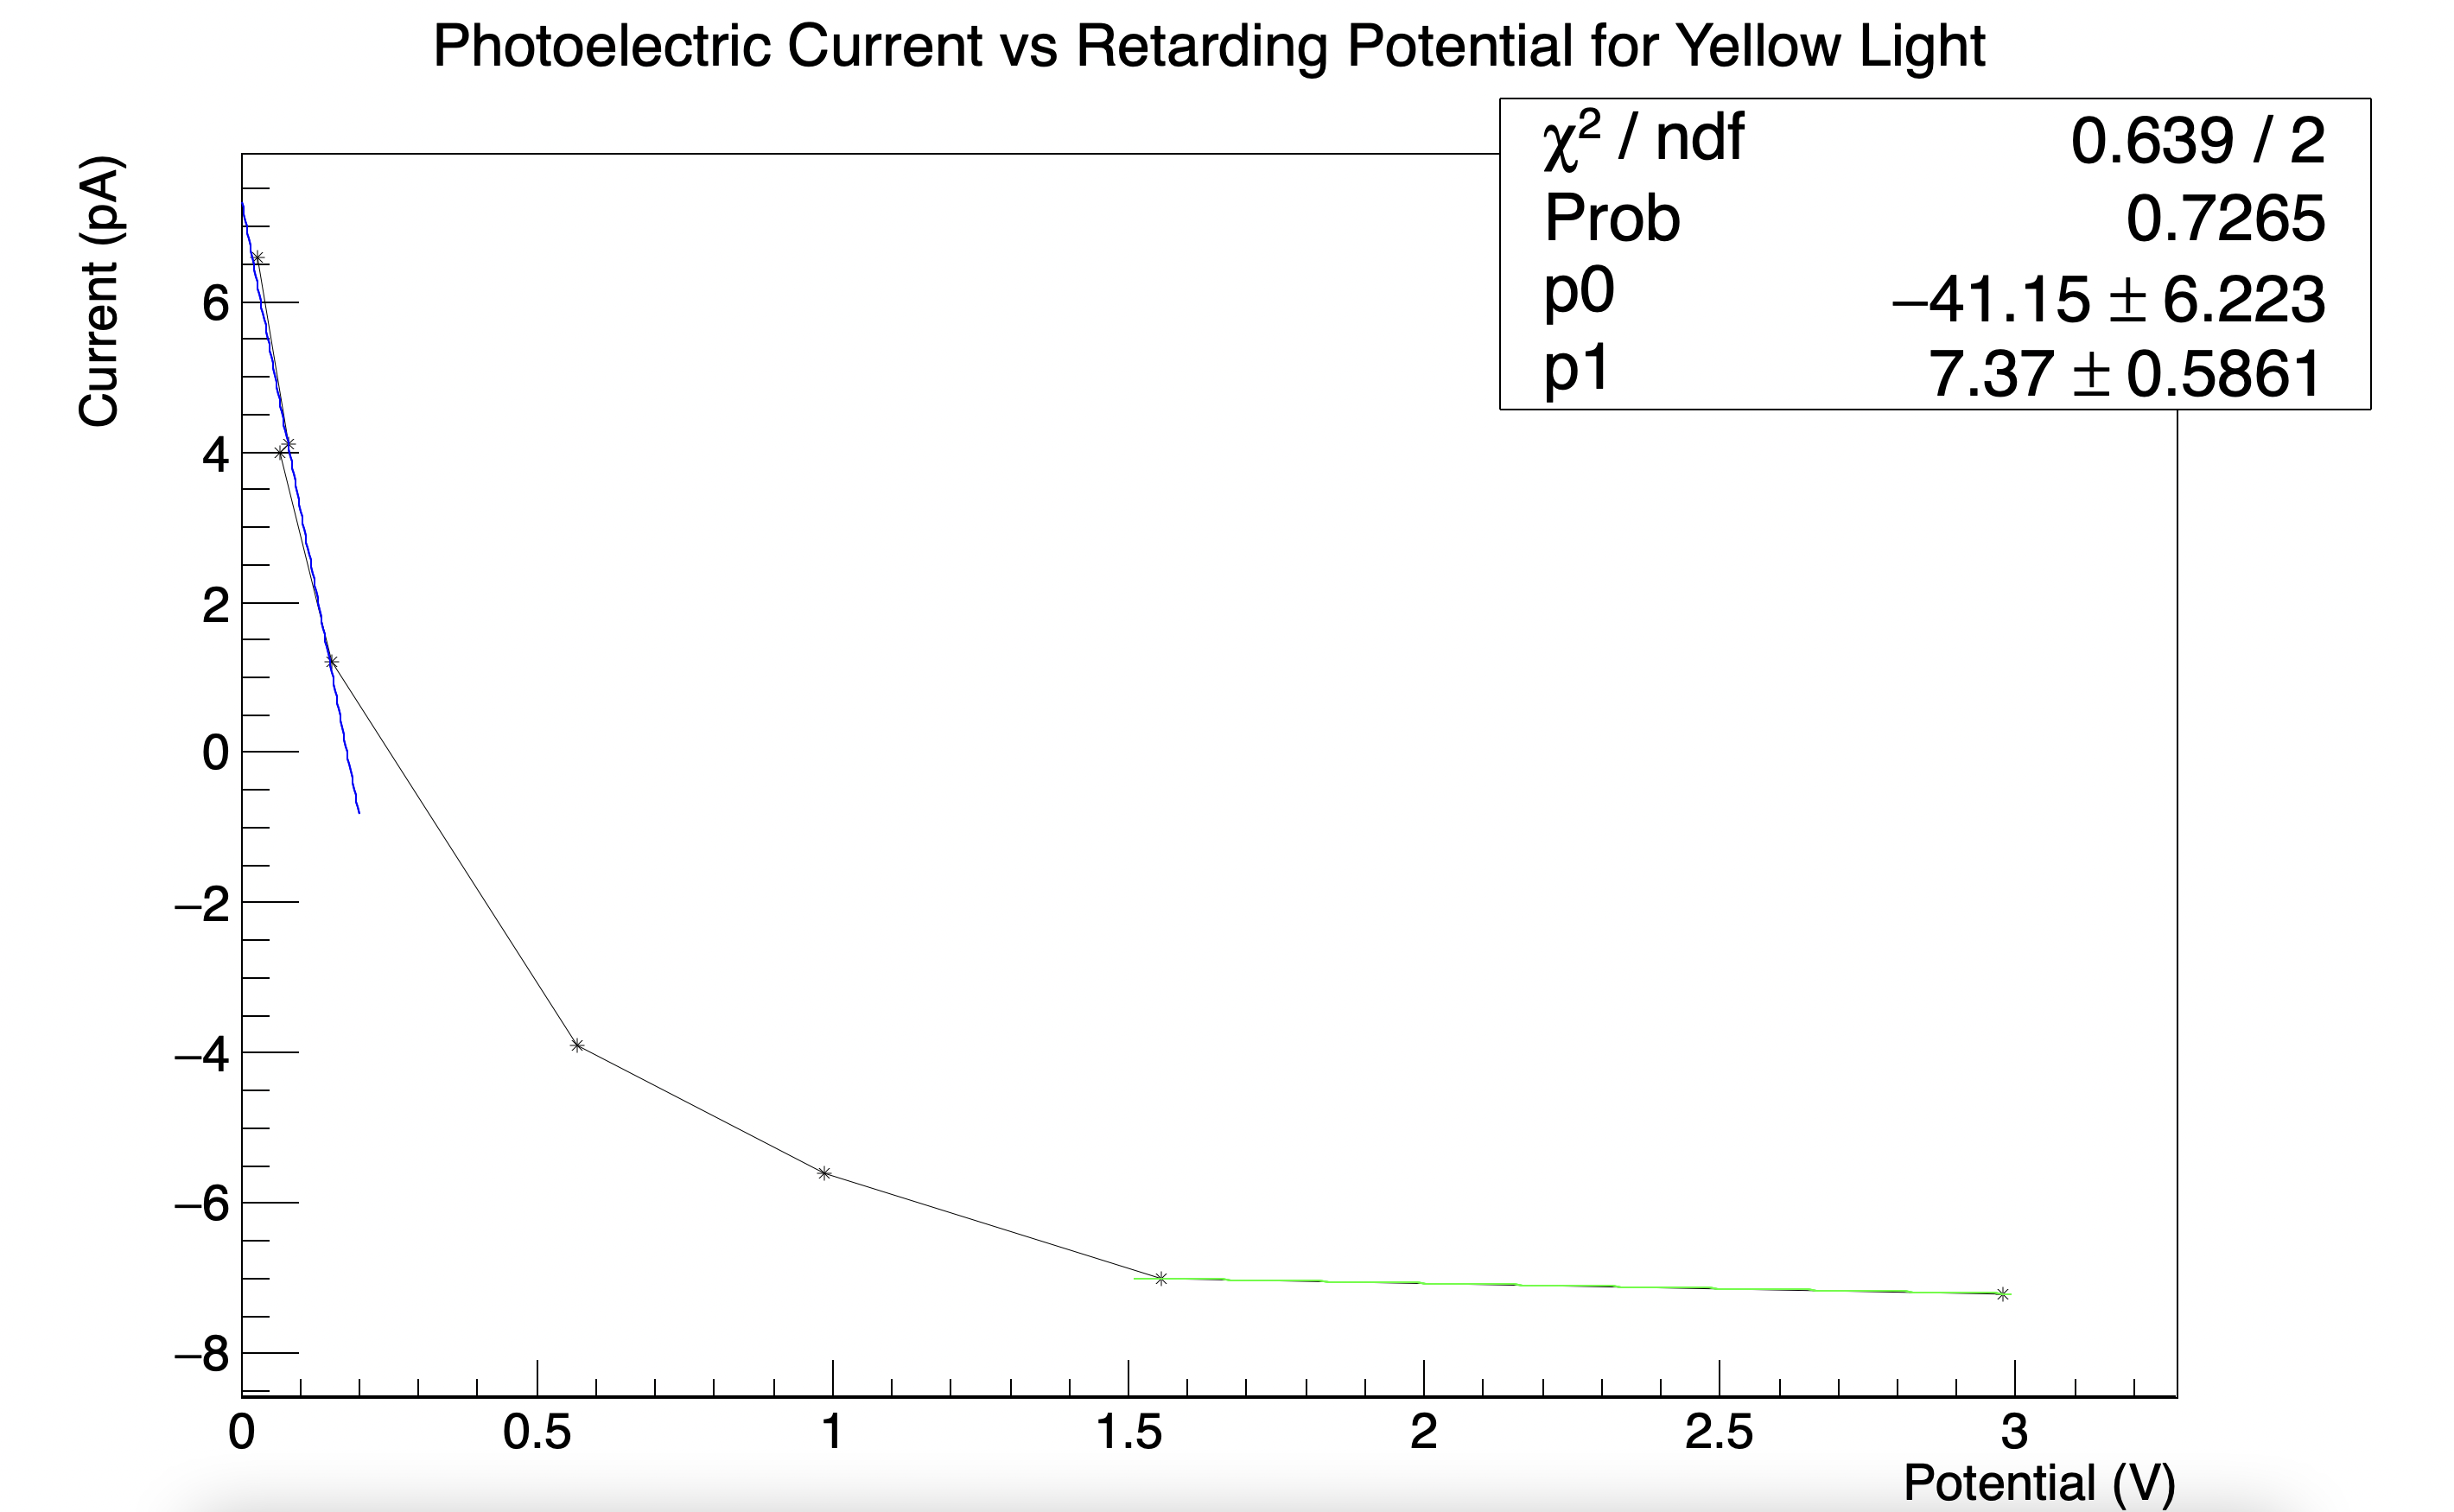 Photoelectric Current vs Retarding Potential for Yellow Light
χ² / ndf 0.639 / 2
Prob 0.7265
p0 −41.15 ± 6.223
p1 7.37 ± 0.5861
Current (pA)
6
4
2
0
−2
−4
−6
−8
0 0.5 1 1.5 2 2.5 3
Potential (V)